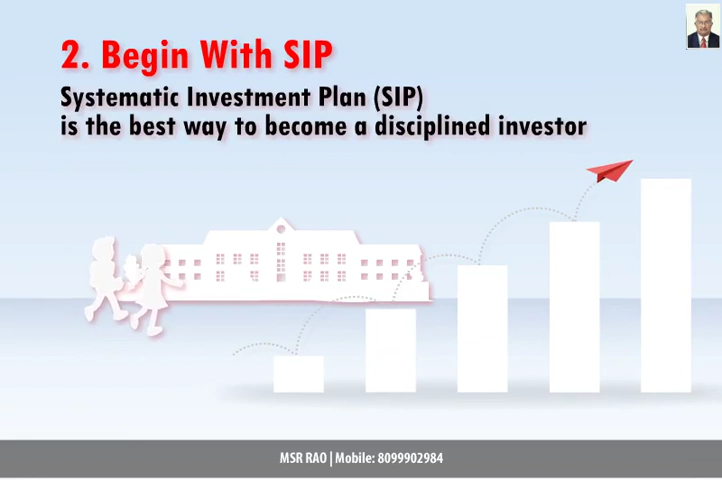 2. Begin With SIP
Systematic Investment Plan (SIP)
is the best way to become a disciplined investor
MSR RAO | Mobile: 8099902984